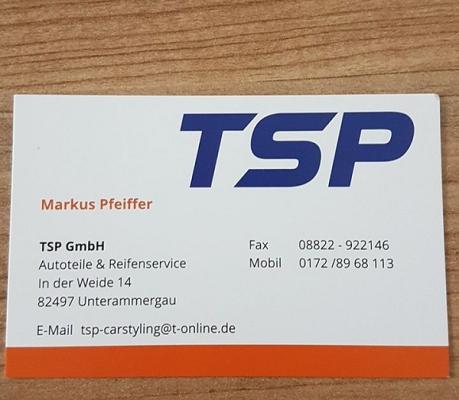 TSP
Markus Pfeiffer
TSP GmbH
Autoteile & Reifenservice
In der Weide 14
82497 Unterammergau
Fax 08822 - 922146
Mobil 0172 /89 68 113
E-Mail tsp-carstyling@t-online.de